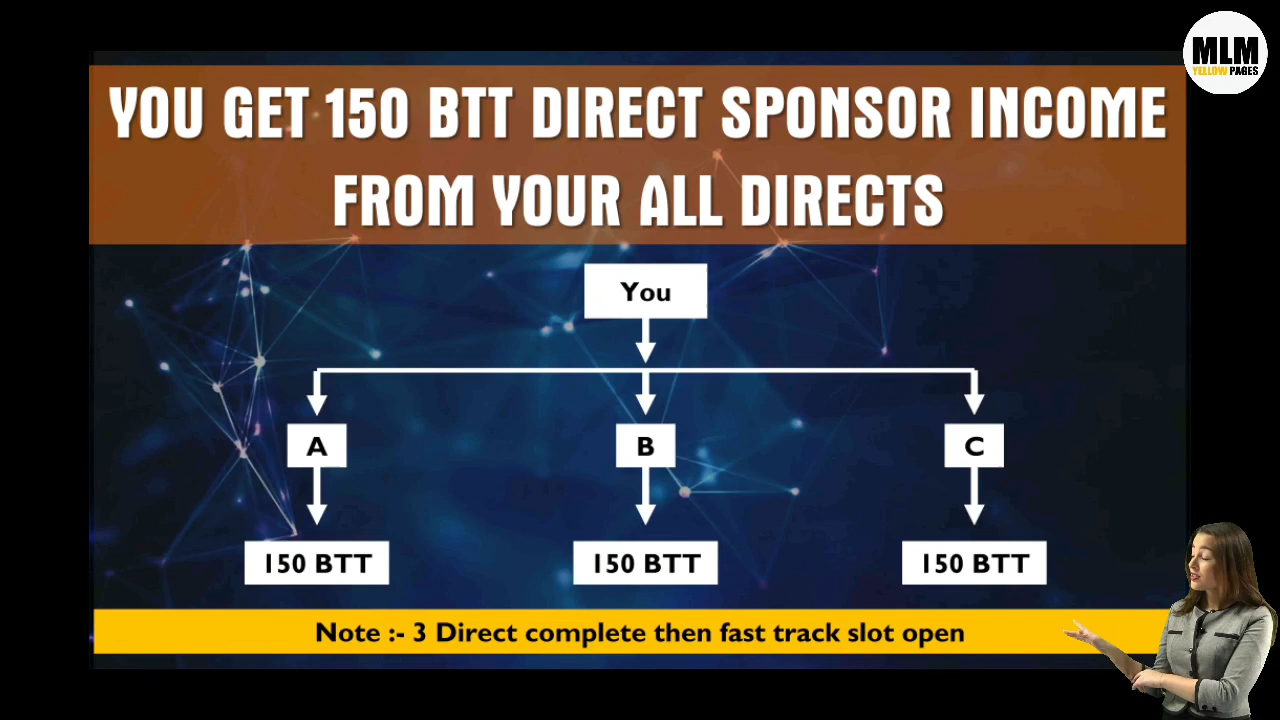 MLM
YELLOW PAGES
YOU GET 150 BTT DIRECT SPONSOR INCOME
FROM YOUR ALL DIRECTS
You
A B C
150 BTT 150 BTT 150 BTT
Note :- 3 Direct complete then fast track slot open